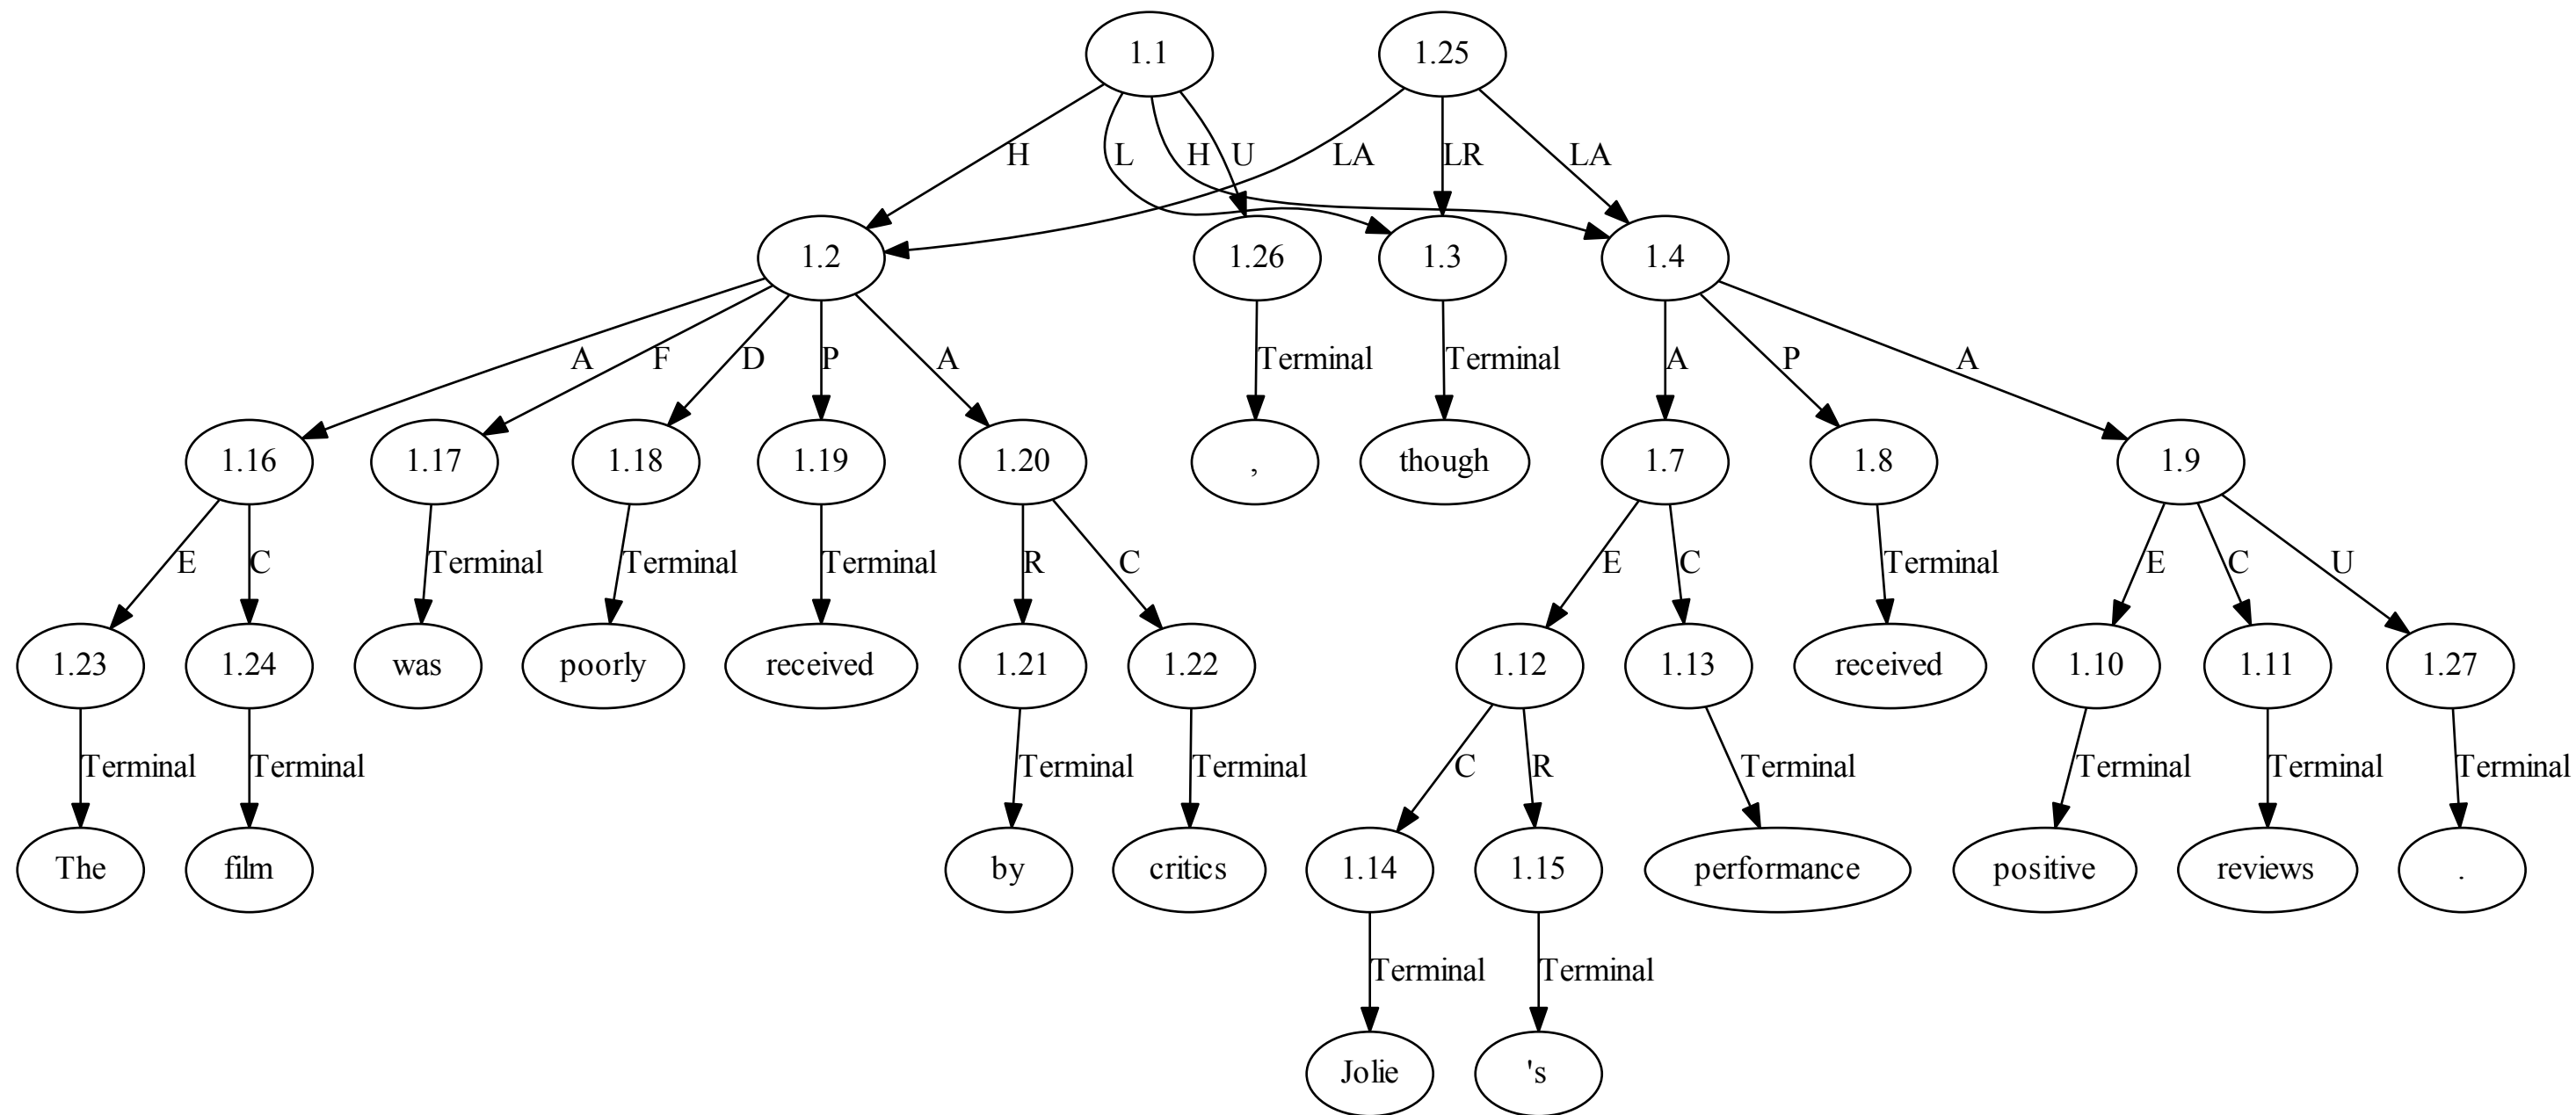 1.1 1.25
H L H U LA LR LA
1.2 1.26 1.3 1.4
A F D P A Terminal Terminal A P A
1.16 1.17 1.18 1.19 1.20 , though 1.7 1.8 1.9
E C Terminal Terminal Terminal R C E C Terminal E C U
1.23 1.24 was poorly received 1.21 1.22 1.12 1.13 received 1.10 1.11 1.27
Terminal Terminal Terminal Terminal C R Terminal Terminal Terminal Terminal
The film by critics 1.14 1.15 performance positive reviews .
Terminal Terminal
Jolie 's